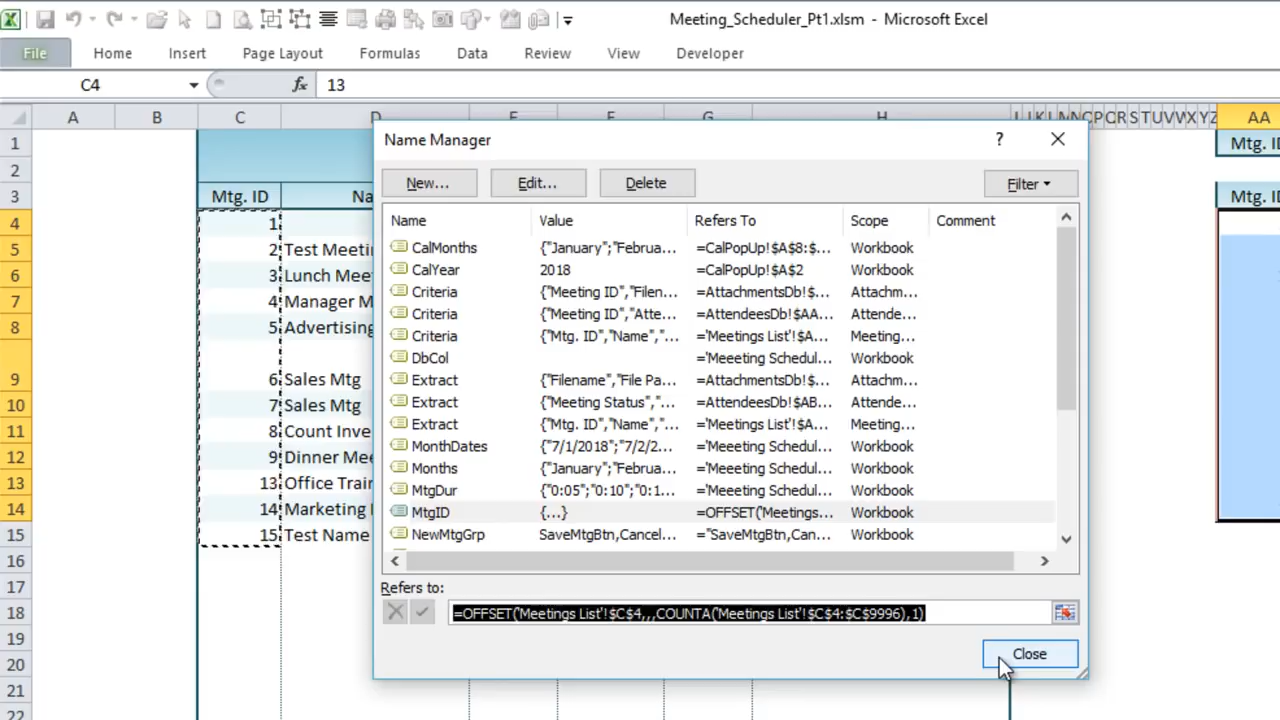 Meeting_Scheduler_Pt1.xlsm - Microsoft Excel
File Home Insert Page Layout Formulas Data Review View Developer
C4 fx 13
A B C D E F G H AA
1 Mtg. ID
2
3 Mtg. ID Na Mtg. ID
4 1
5 2 Test Meetin
6 3 Lunch Mee
7 4 Manager M
8 5 Advertising
9 6 Sales Mtg
10 7 Sales Mtg
11 8 Count Inve
12 9 Dinner Mee
13 13 Office Train
14 14 Marketing
15 15 Test Name
16
17
18
19
20
21
22
Name Manager ?
New... Edit... Delete Filter
Name Value Refers To Scope Comment
CalMonths {"January";"Februa... =CalPopUp!$A$8:$... Workbook
CalYear 2018 =CalPopUp!$A$2 Workbook
Criteria {"Meeting ID","Filen... =AttachmentsDb!$... Attachm...
Criteria {"Meeting ID","Atte... =AttendeesDb!$AA... Attende...
Criteria {"Mtg. ID","Name","... ='Meetings List'!$A... Meeting...
DbCol ='Meeeting Schedul... Workbook
Extract {"Filename","File Pa... =AttachmentsDb!$... Attachm...
Extract {"Meeting Status","... =AttendeesDb!$AB... Attende...
Extract {"Mtg. ID","Name","... ='Meetings List'!$A... Meeting...
MonthDates {"7/1/2018";"7/2/2... ='Meeeting Schedul... Workbook
Months {"January";"Februa... ='Meeeting Schedul... Workbook
MtgDur {"0:05";"0:10";"0:1... ='Meeeting Schedul... Workbook
MtgID {...} =OFFSET('Meetings... Workbook
NewMtgGrp SaveMtgBtn,Cancel... ="SaveMtgBtn,Can... Workbook
Refers to:
=OFFSET('Meetings List'!$C$4,,,COUNTA('Meetings List'!$C$4:$C$9996),1)
Close